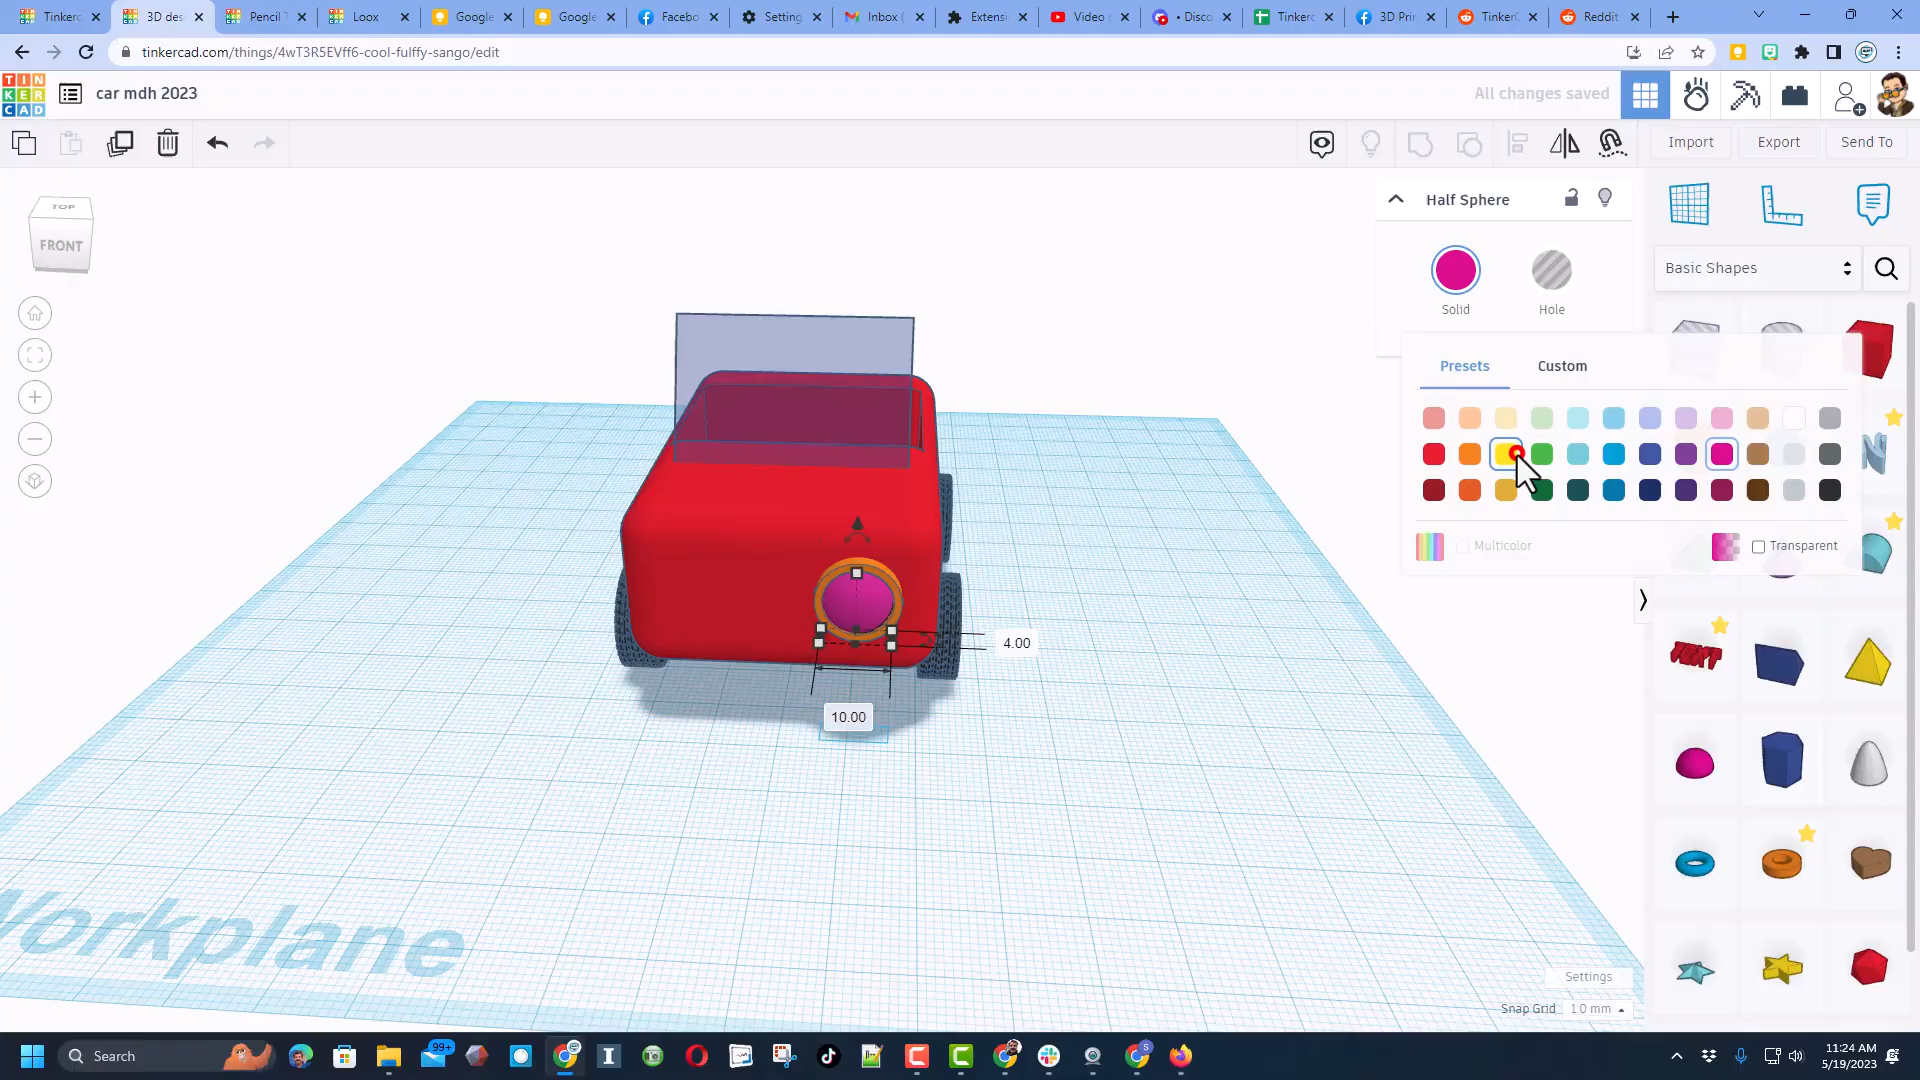 Tinkerc
3D des
Pencil T
Loox
Google
Google
Facebo
Setting
Inbox (
Extensi
Video c
• Disco
Tinkerc
3D Prin
TinkerC
Reddit
tinkercad.com/things/4wT3R5EVff6-cool-fulffy-sango/edit
TIN
KER
CAD
car mdh 2023
All changes saved
Import
Export
Send To
TOP
FRONT
Half Sphere
Solid
Hole
Basic Shapes
Presets
Custom
Multicolor
Transparent
TEXT
4.00
10.00
Workplane
Settings
Snap Grid 1.0 mm
Search
99+
S
11:24 AM
5/19/2023